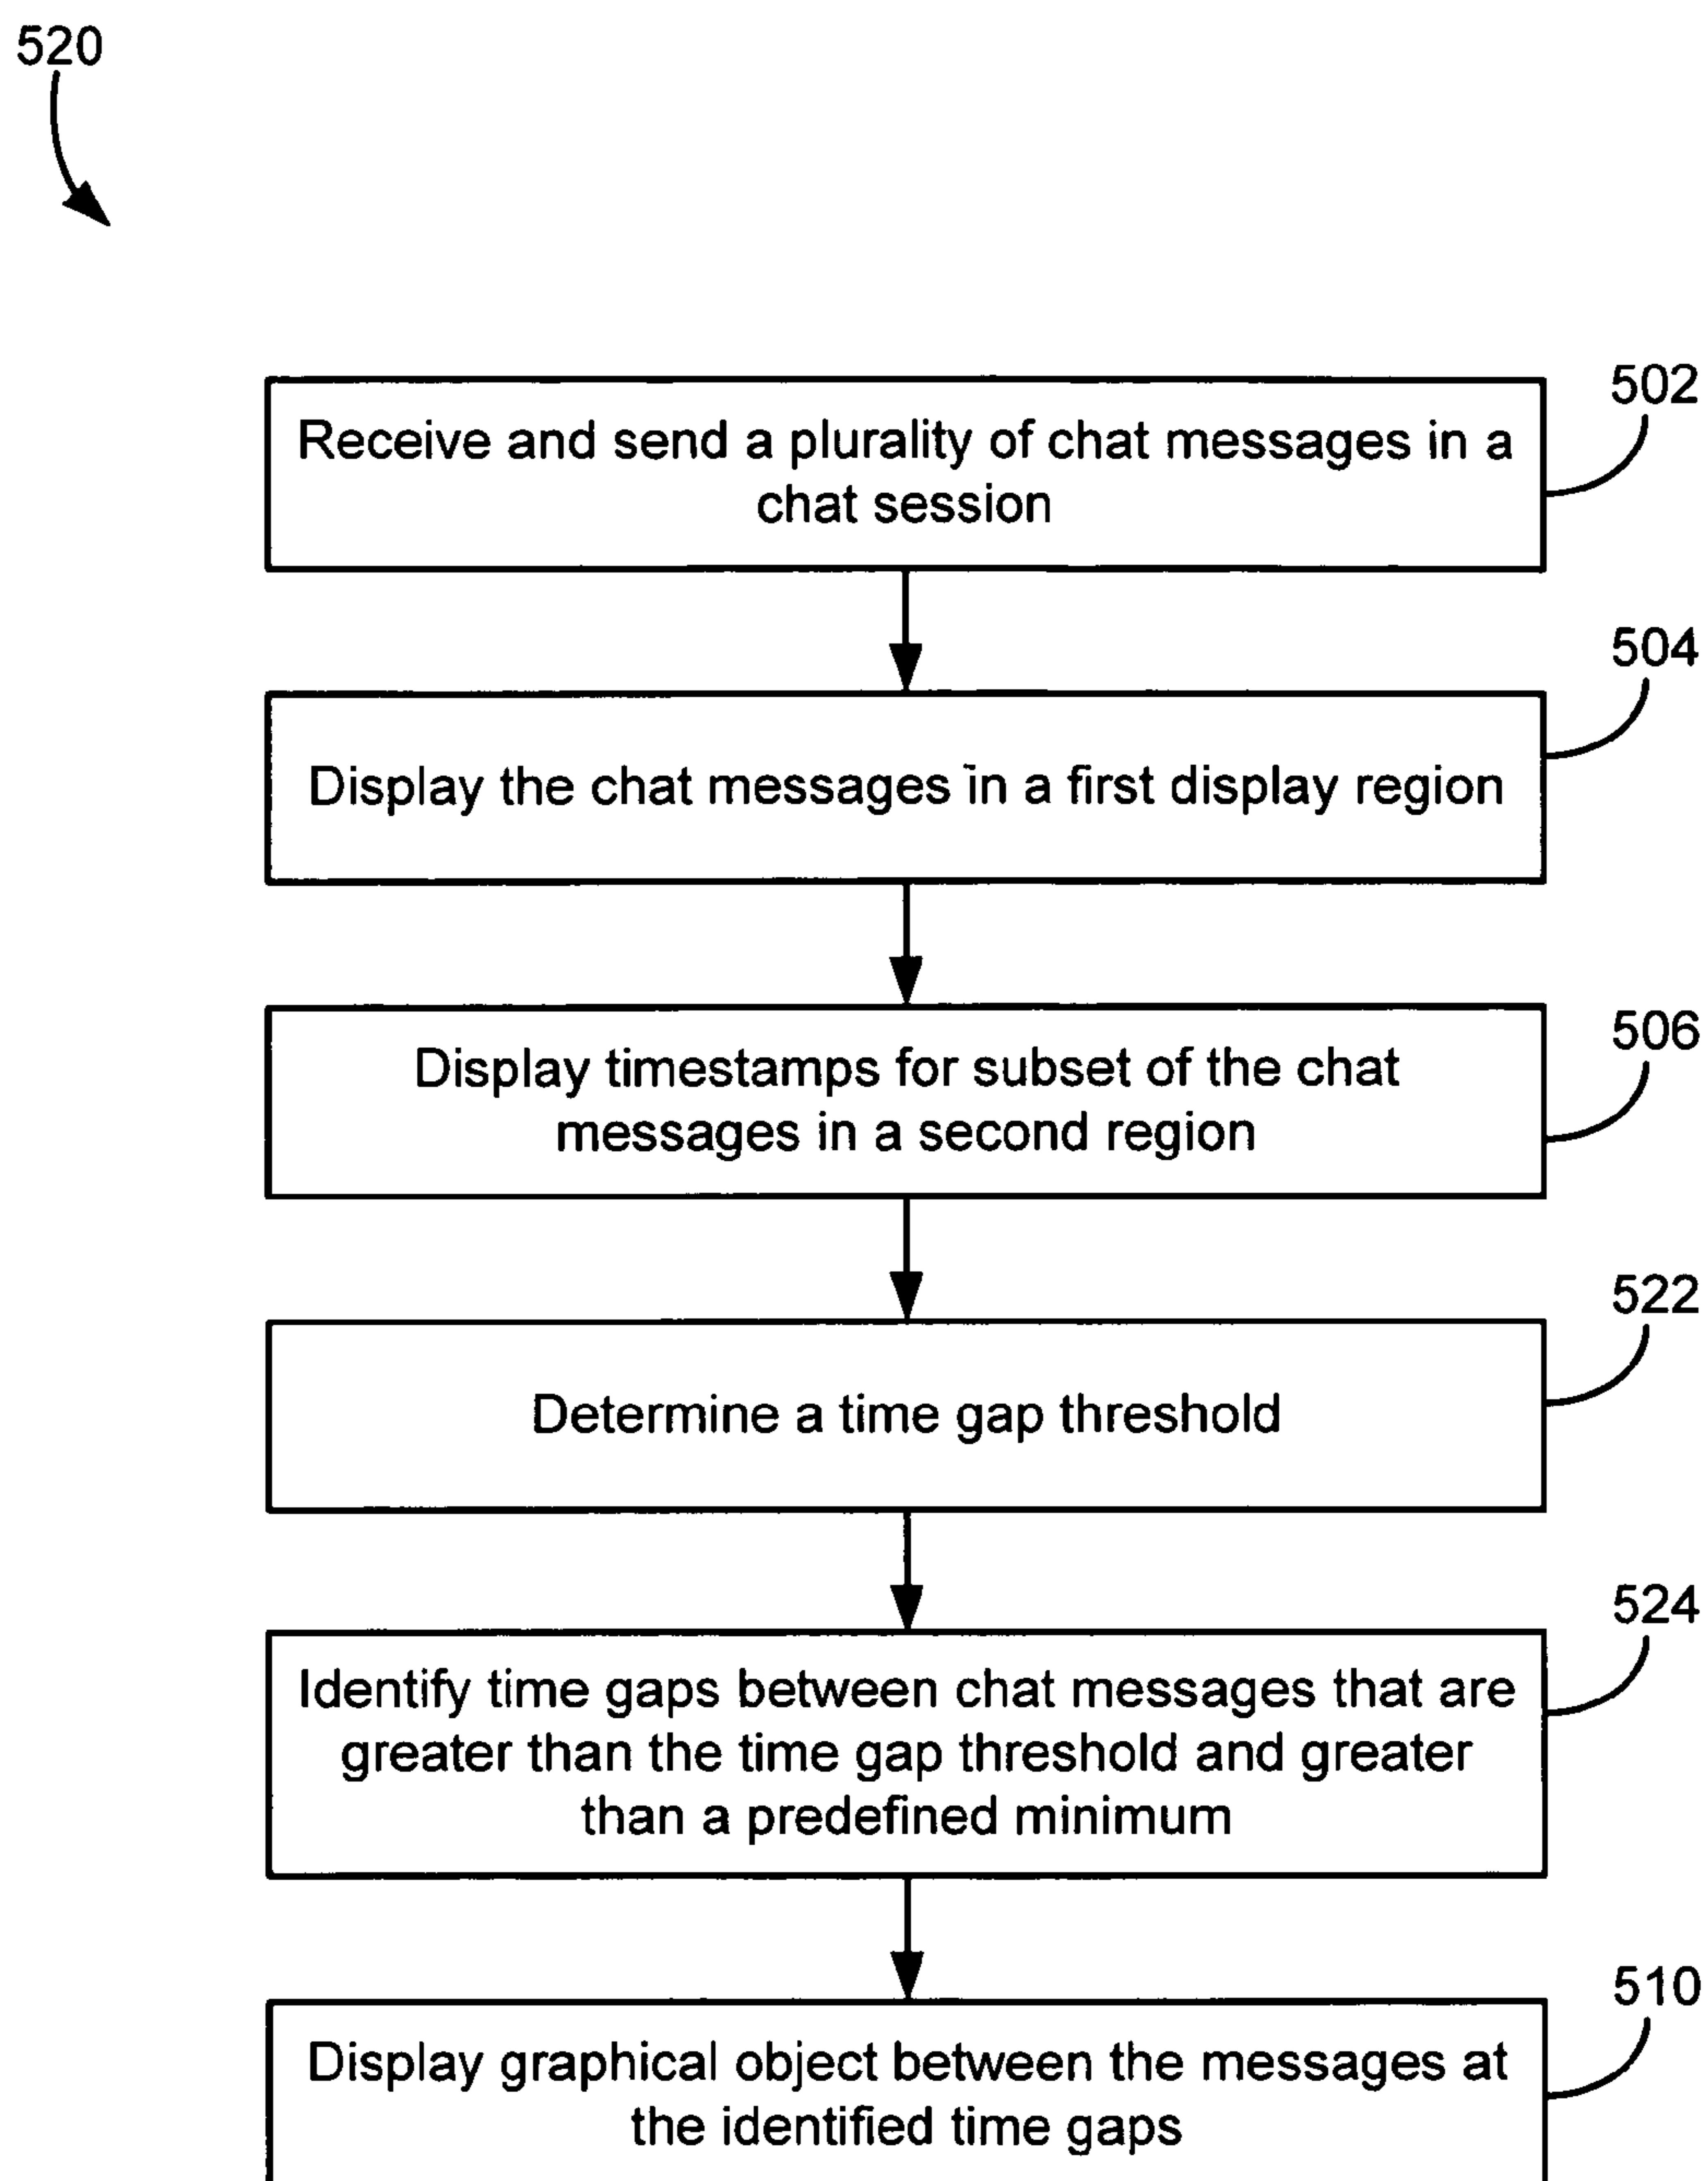 520
502
Receive and send a plurality of chat messages in a
chat session
504
Display the chat messages in a first display region
506
Display timestamps for subset of the chat
messages in a second region
522
Determine a time gap threshold
524
Identify time gaps between chat messages that are
greater than the time gap threshold and greater
than a predefined minimum
510
Display graphical object between the messages at
the identified time gaps